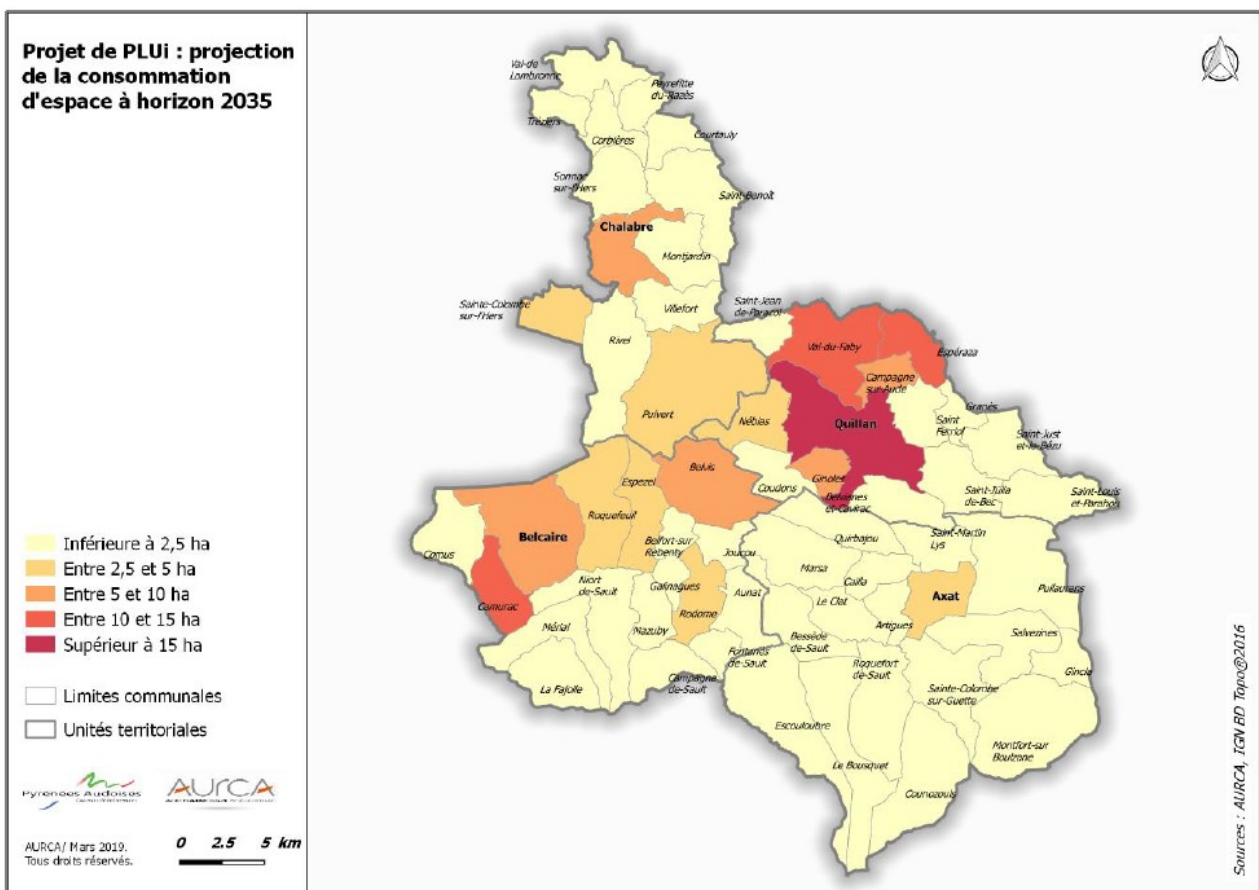 Projet de PLUi : projection
de la consommation
d'espace à horizon 2035
Inférieure à 2,5 ha
Entre 2,5 et 5 ha
Entre 5 et 10 ha
Entre 10 et 15 ha
Supérieur à 15 ha
Limites communales
Unités territoriales
Pyrénées Audoises
AURCA
AURCA/ Mars 2019.
Tous droits réservés.
0 2.5 5 km
Val-de
Lambronne
Peyrefitte
du-Razès
Tréziers
Corbières
Courtauly
Sonnac
sur-l'Hers
Saint-Benoît
Chalabre
Montjardin
Sainte-Colombe
sur-l'Hers
Villefort
Saint-Jean
de-Paracol
Rivel
Val-du-Faby
Espéraza
Campagne
sur-Aude
Puivert
Nébias
Quillan
Granès
Saint
Ferriol
Saint-Just
et-le-Bézu
Belvis
Ginoles
Espezel
Coudons
Belvianes
et-Cavirac
Saint-Julia
de-Bec
Saint-Louis
et-Parahou
Roquefeuil
Belcaire
Comus
Belfort-sur
Rebenty
Joucou
Quirbajou
Saint-Martin
Lys
Camurac
Niort
de-Sault
Galinagues
Marsa
Cailla
Puilaurens
Aunat
Axat
Le Clat
Rodome
Artigues
Mérial
Mazuby
Bessède
de-Sault
Salvezines
Fontanès
de-Sault
Roquefort
de-Sault
Gincla
La Fajolle
Campagne
de-Sault
Sainte-Colombe
sur-Guette
Escouloubre
Montfort-sur
Boulzane
Le Bousquet
Counozouls
Sources : AURCA, IGN BD Topo®2016